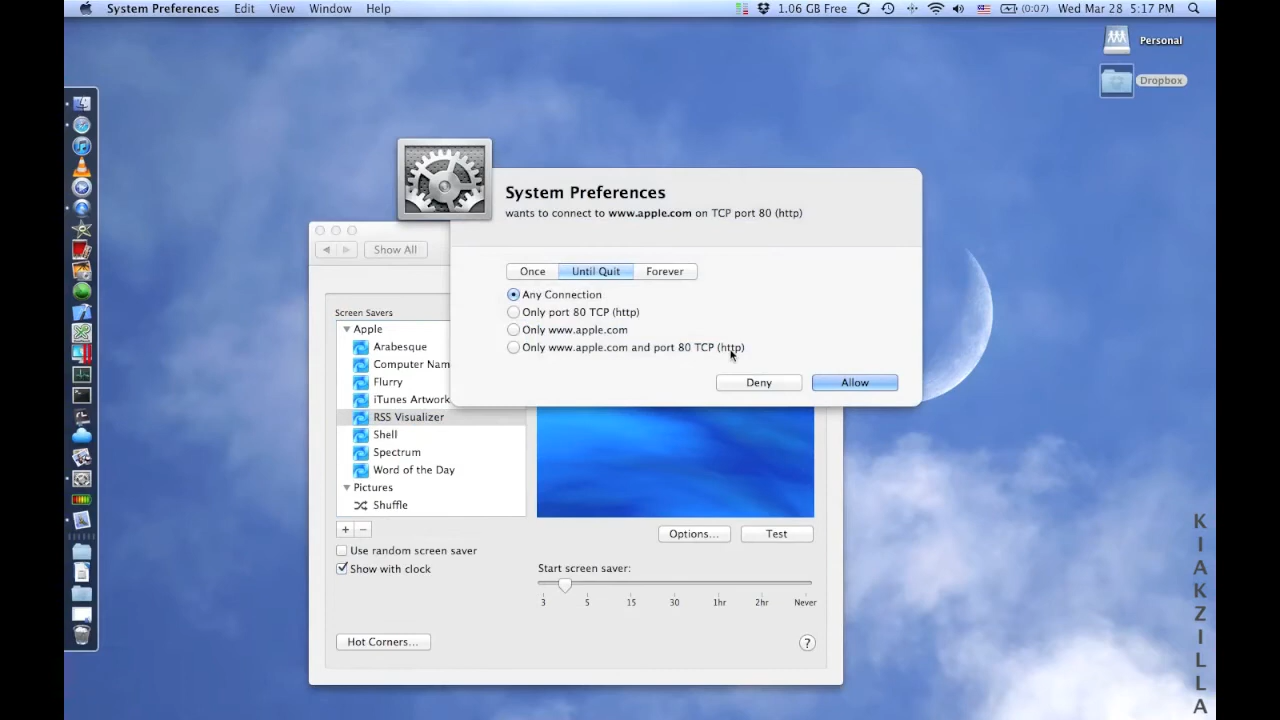 System Preferences Edit View Window Help 1.06 GB Free (0:07) Wed Mar 28 5:17 PM
Personal
Dropbox
System Preferences
wants to connect to www.apple.com on TCP port 80 (http)
Show All
Once Until Quit Forever
Any Connection
Only port 80 TCP (http)
Only www.apple.com
Only www.apple.com and port 80 TCP (http)
Deny Allow
Screen Savers
Apple
Arabesque
Computer Nam
Flurry
iTunes Artwork
RSS Visualizer
Shell
Spectrum
Word of the Day
Pictures
Shuffle
+ −
Options... Test
Use random screen saver
Show with clock
Start screen saver:
3 5 15 30 1hr 2hr Never
Hot Corners... ?
KIAKZILLA